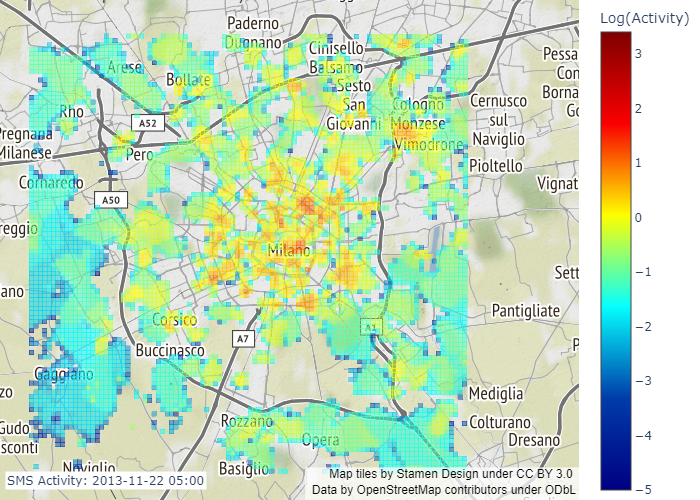 Paderno
Dugnano
Cinisello
Balsamo
Log(Activity)
Arese
Bollate
Sesto
San
Giovanni
Cologno
Monzese
Vimodrone
Cernusco
sul
Naviglio
Pessa
Con
Borna
Go
Rho
A52
Pregnana
Milanese
Pero
Pioltello
Cornaredo
A50
Vignat
reggio
Milano
Sett
ano
Pantigliate
Corsico
A1
A7
Buccinasco
P
Gaggiano
zo
Mediglia
Rozzano
Opera
Colturano
Dresano
Gudo
sconti
Noviglio
Basiglio
3
2
1
0
−1
−2
−3
−4
−5
SMS Activity: 2013-11-22 05:00
Map tiles by Stamen Design under CC BY 3.0
Data by OpenStreetMap contributors under ODbL